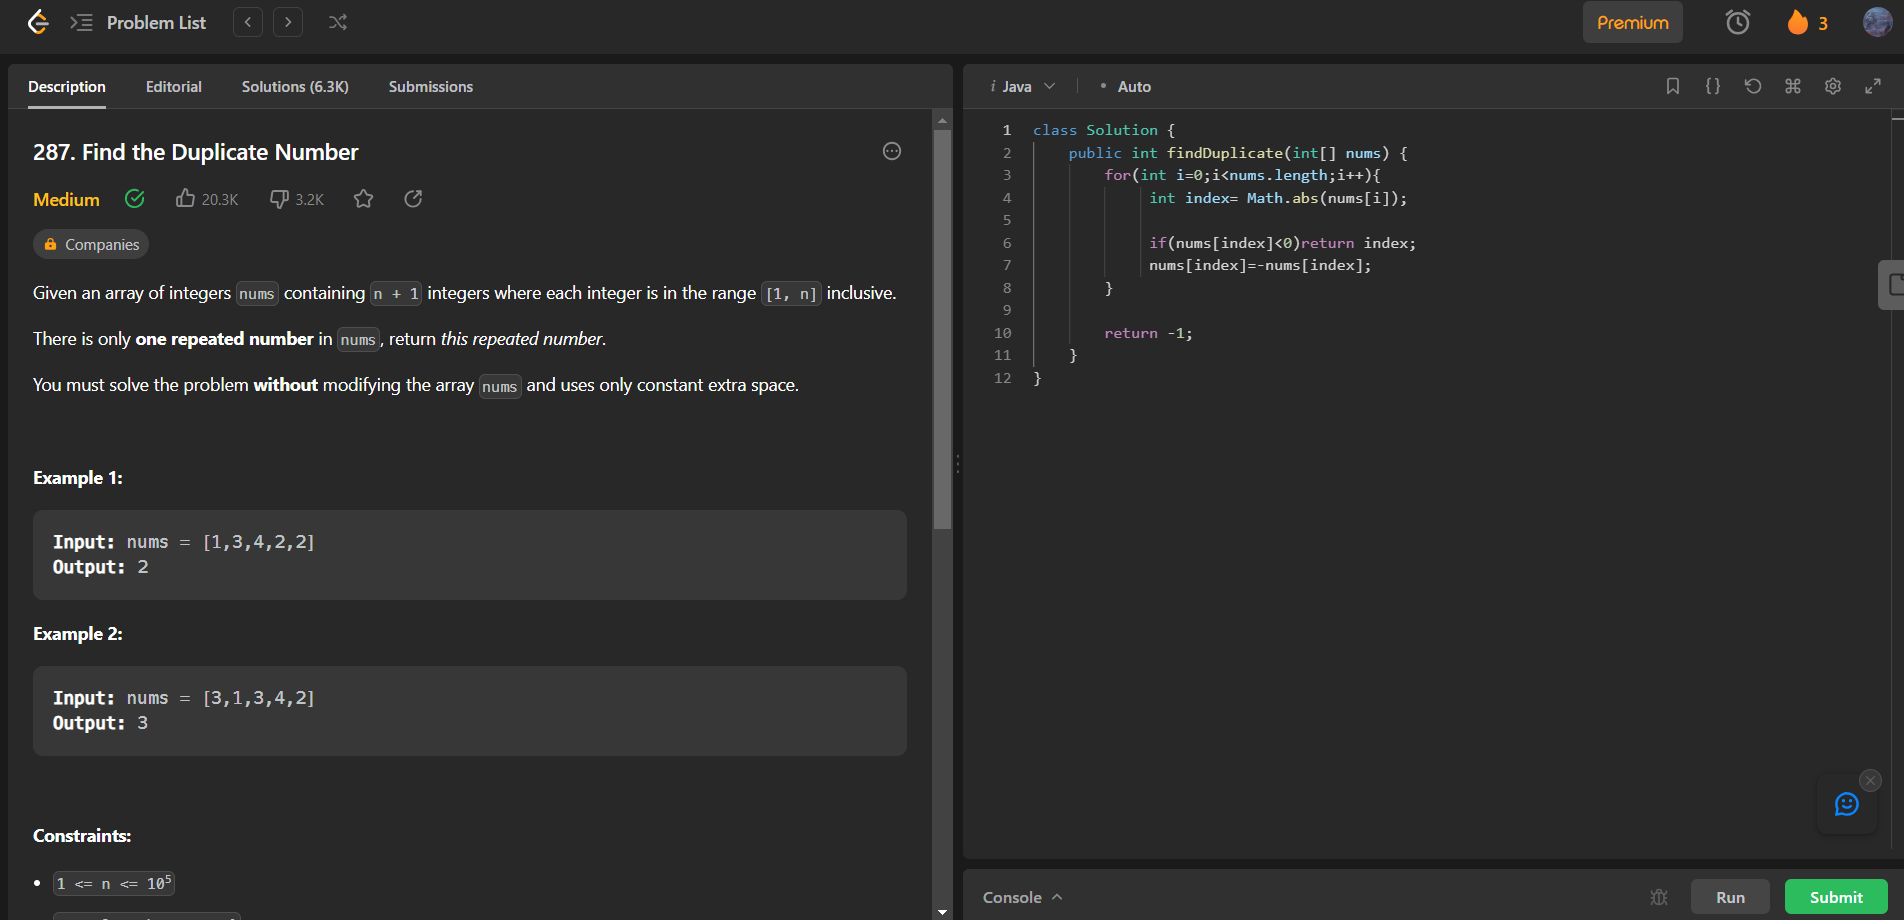 Problem List
Premium
3
Description Editorial Solutions (6.3K) Submissions
287. Find the Duplicate Number
Medium 20.3K 3.2K
Companies
Given an array of integers nums containing n + 1 integers where each integer is in the range [1, n] inclusive.
There is only one repeated number in nums, return this repeated number.
You must solve the problem without modifying the array nums and uses only constant extra space.
Example 1:
Input: nums = [1,3,4,2,2]
Output: 2
Example 2:
Input: nums = [3,1,3,4,2]
Output: 3
Constraints:
• 1 <= n <= 10⁵
i Java • Auto
1 class Solution {
2 public int findDuplicate(int[] nums) {
3 for(int i=0;i<nums.length;i++){
4 int index= Math.abs(nums[i]);
5
6 if(nums[index]<0)return index;
7 nums[index]=-nums[index];
8 }
9
10 return -1;
11 }
12 }
Console Run Submit